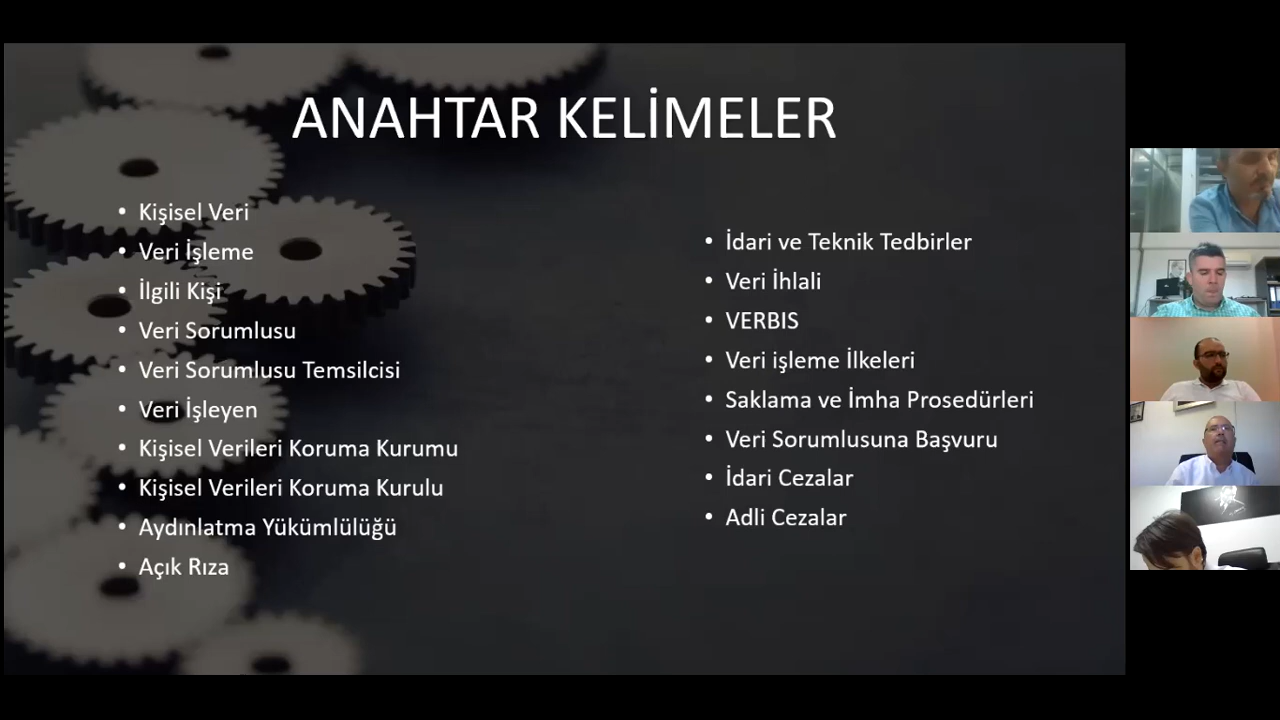 ANAHTAR KELİMELER
• Kişisel Veri
• Veri İşleme
• İlgili Kişi
• Veri Sorumlusu
• Veri Sorumlusu Temsilcisi
• Veri İşleyen
• Kişisel Verileri Koruma Kurumu
• Kişisel Verileri Koruma Kurulu
• Aydınlatma Yükümlülüğü
• Açık Rıza
• İdari ve Teknik Tedbirler
• Veri İhlali
• VERBIS
• Veri işleme İlkeleri
• Saklama ve İmha Prosedürleri
• Veri Sorumlusuna Başvuru
• İdari Cezalar
• Adli Cezalar